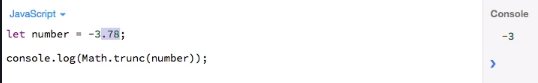 JavaScript
let number = -3.78;
console.log(Math.trunc(number));
Console
-3